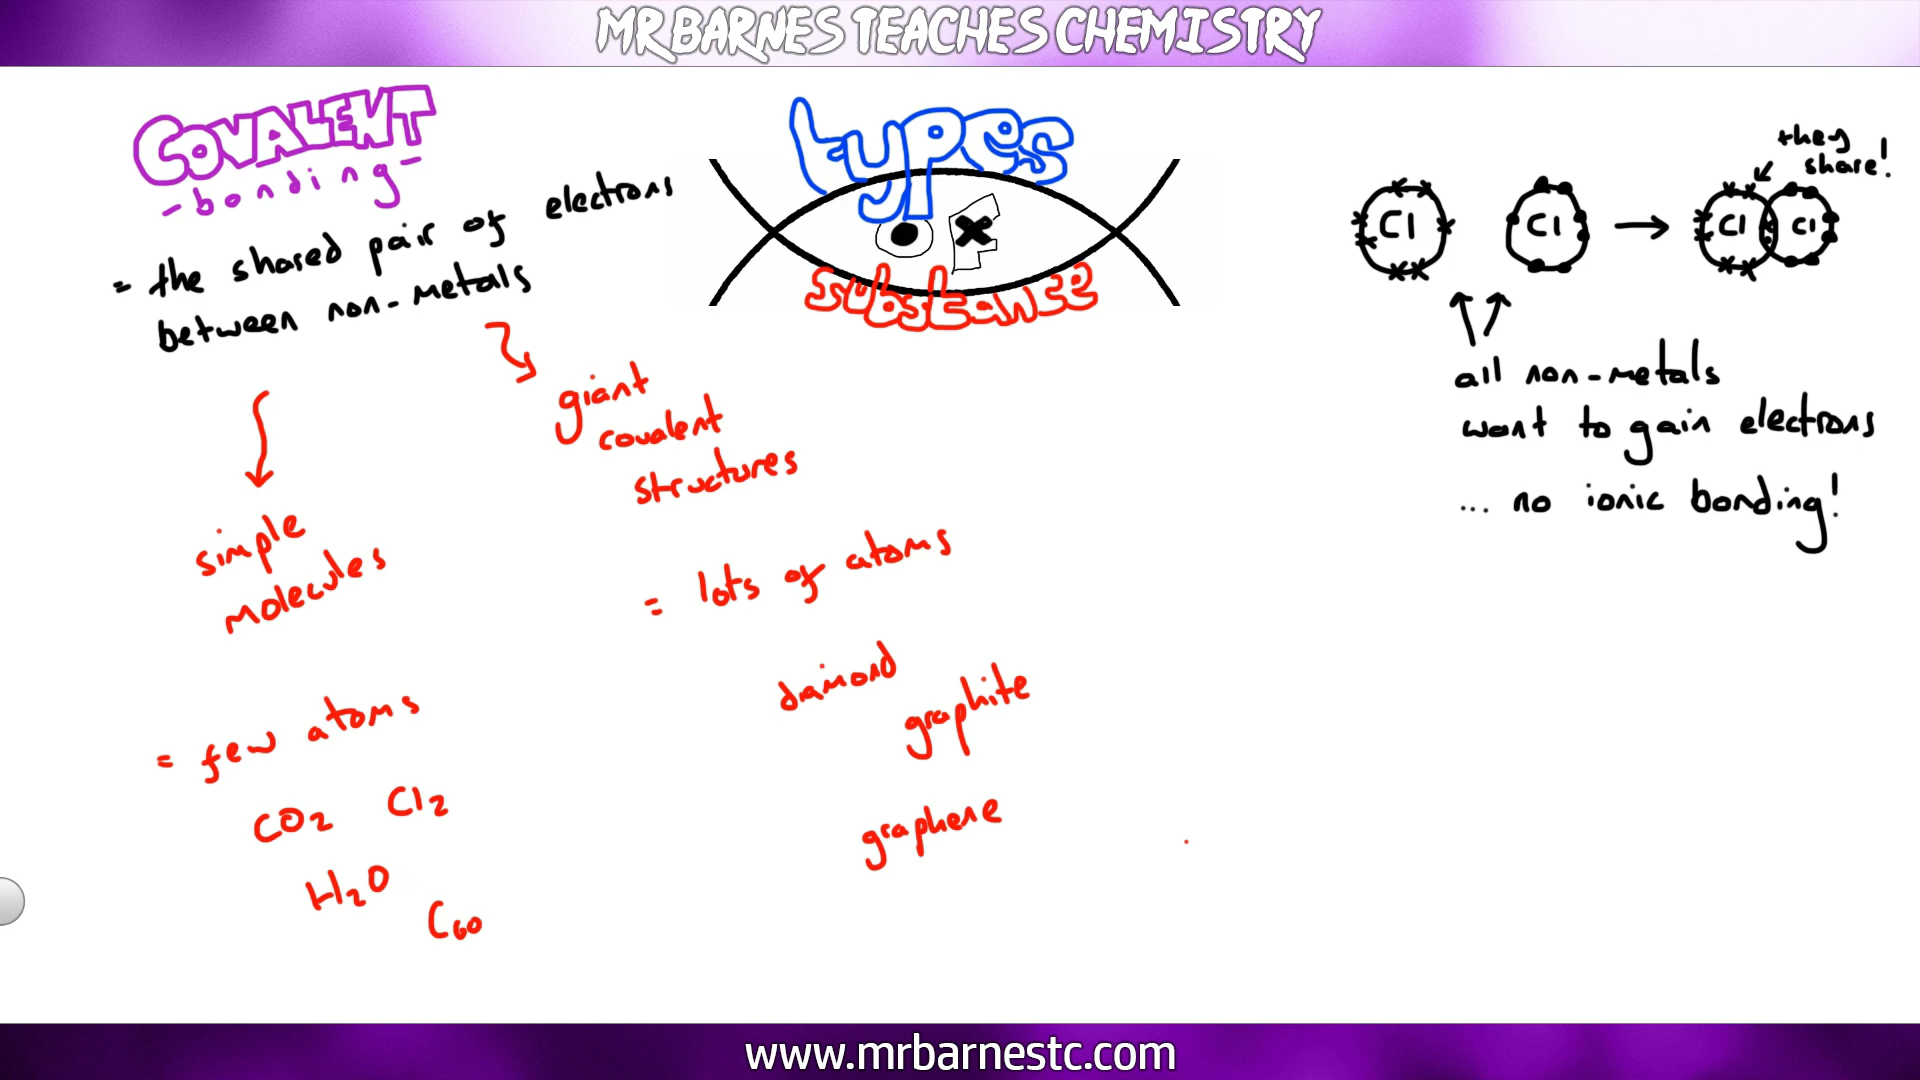 MR BARNES TEACHES CHEMISTRY
COVALENT
- bonding -
= the shared pair of electrons
between non-metals
simple
molecules
= few atoms
CO2 Cl2
H2O
C60
giant
covalent
structures
= lots of atoms
diamond
graphite
graphene
types
OF
substance
Cl Cl → Cl Cl
they
share!
all non-metals
want to gain electrons
... no ionic bonding!
www.mrbarnestc.com